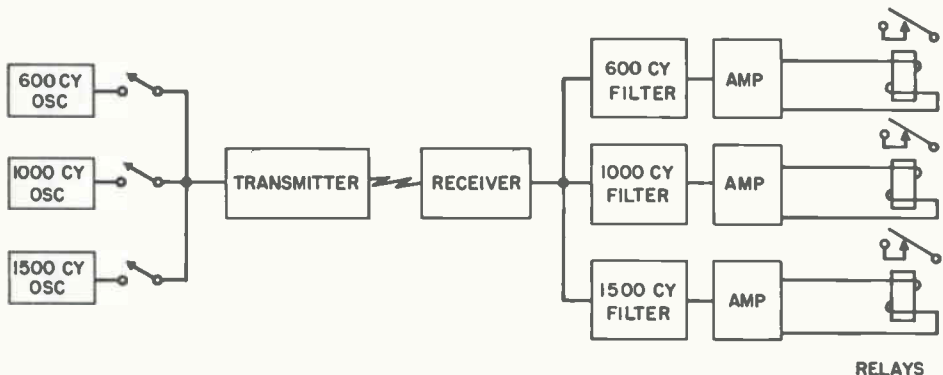 600 CY
OSC
1000 CY
OSC
1500 CY
OSC
TRANSMITTER
RECEIVER
600 CY
FILTER
AMP
1000 CY
FILTER
AMP
1500 CY
FILTER
AMP
RELAYS